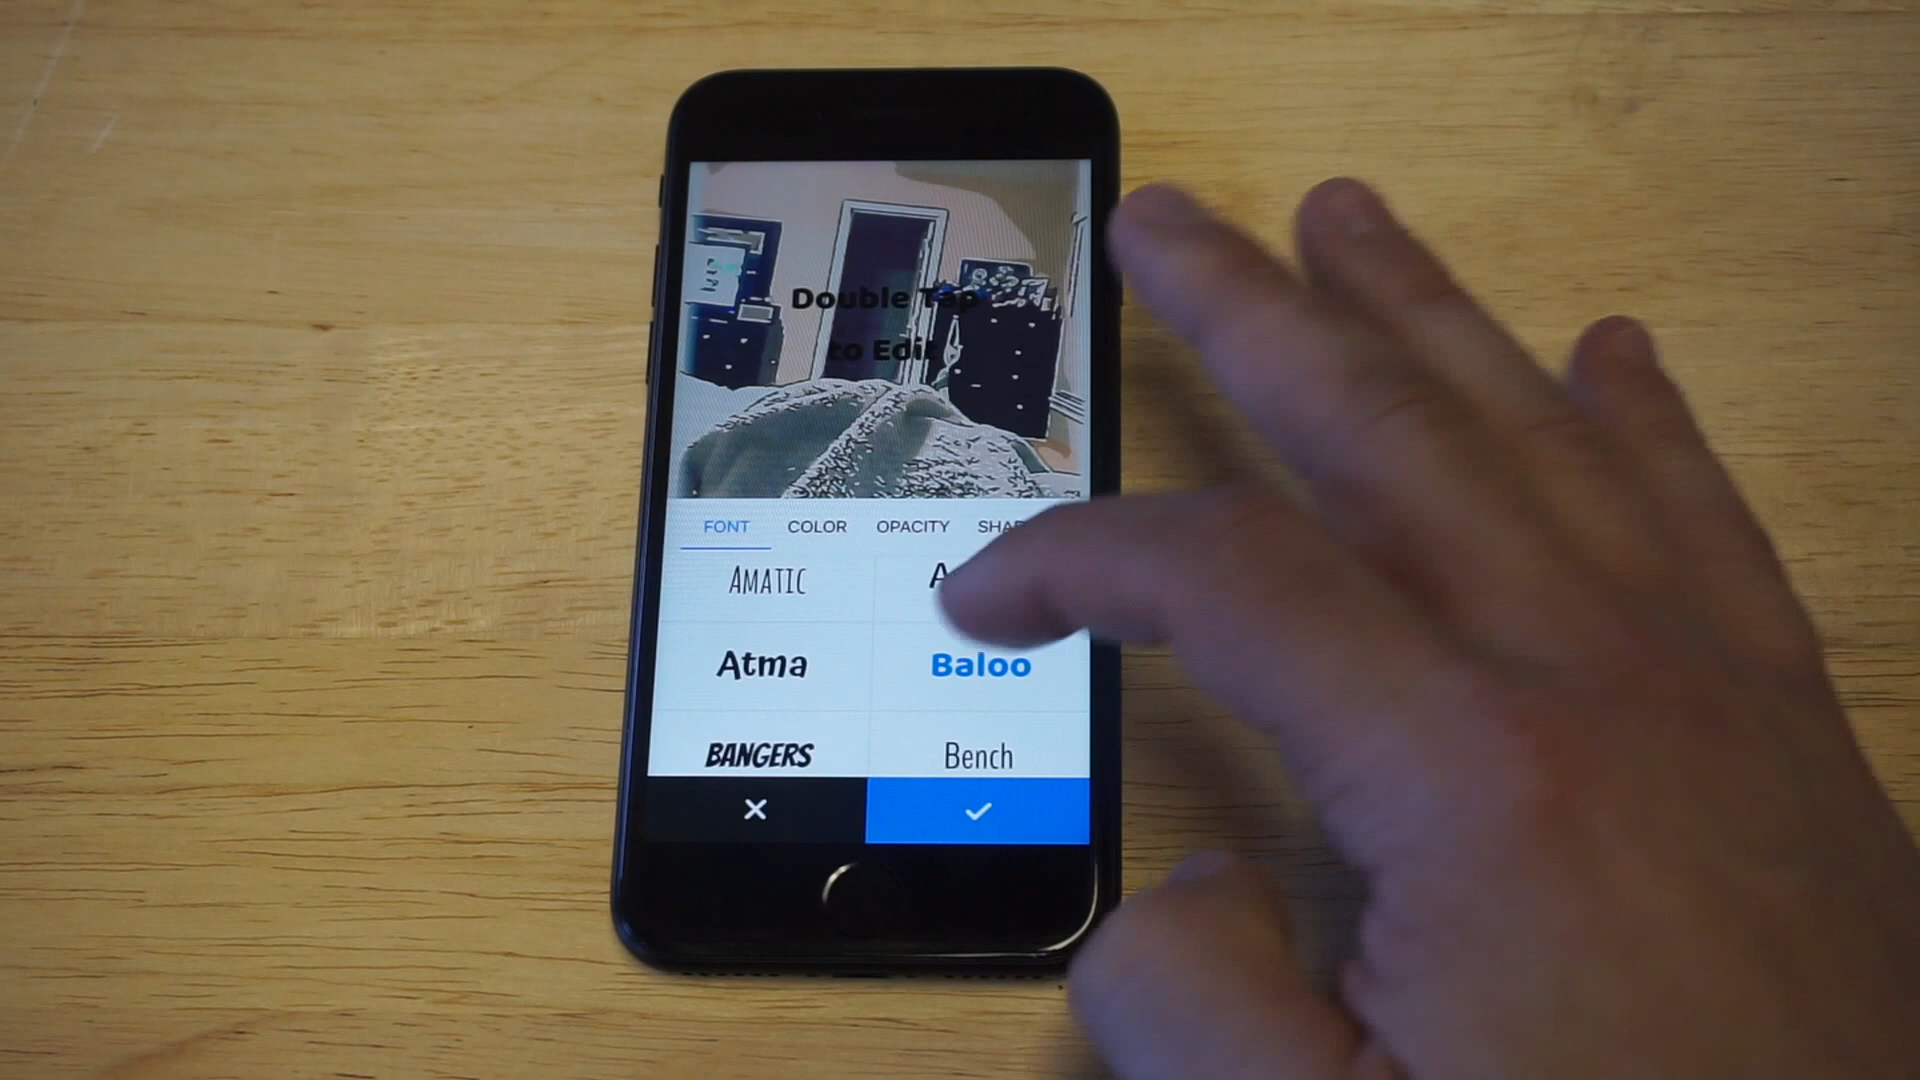 Double Tap
to Edit
FONT COLOR OPACITY
AMATIC
Atma Baloo
BANGERS Bench